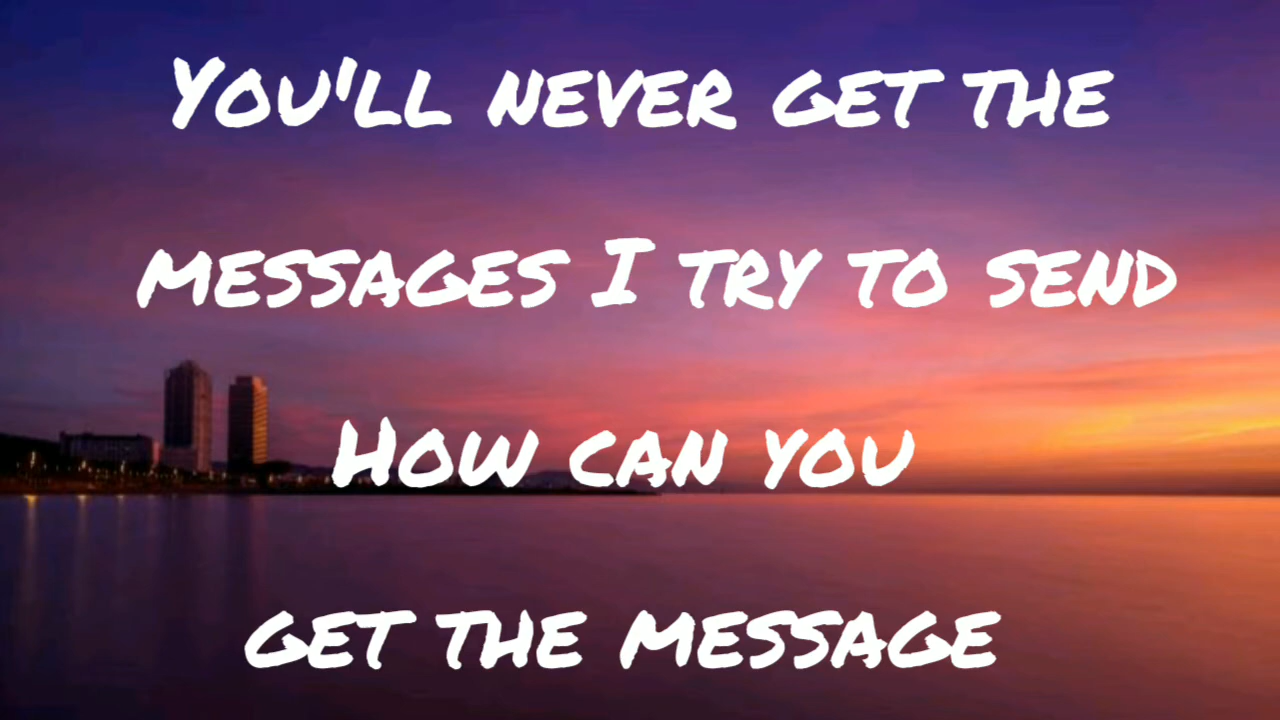 You'll never get the
messages I try to send
How can you
get the message